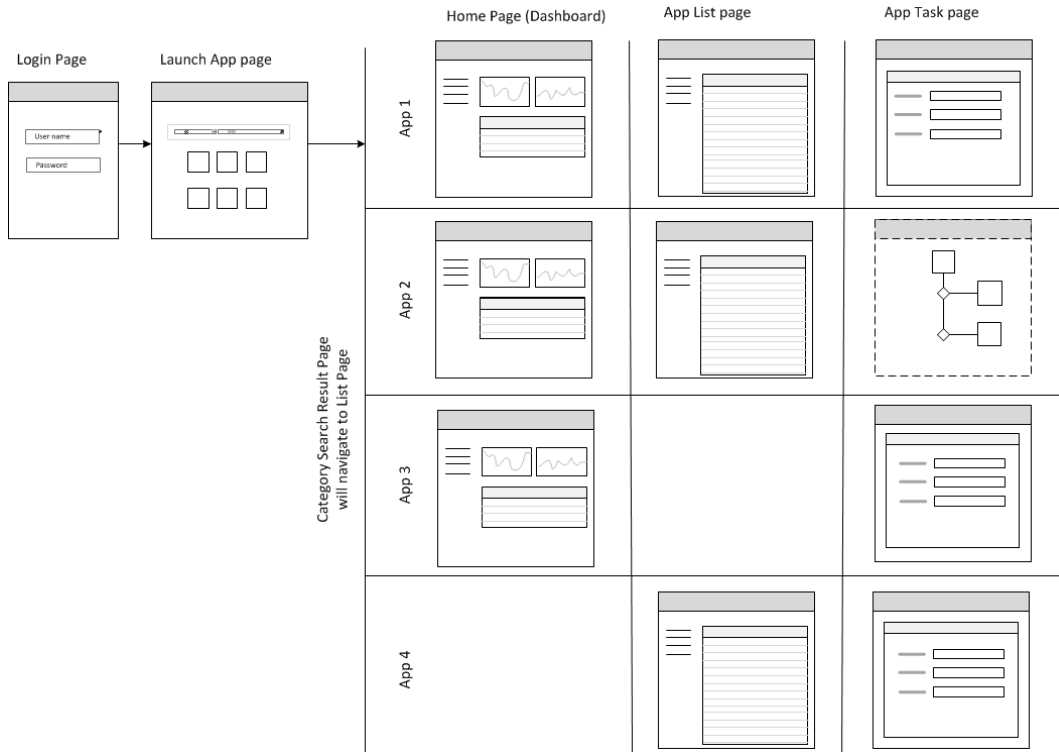 Home Page (Dashboard)
App List page
App Task page
Login Page
Launch App page
User name
Password
App 1
App 2
Category Search Result Page
will navigate to List Page
App 3
App 4